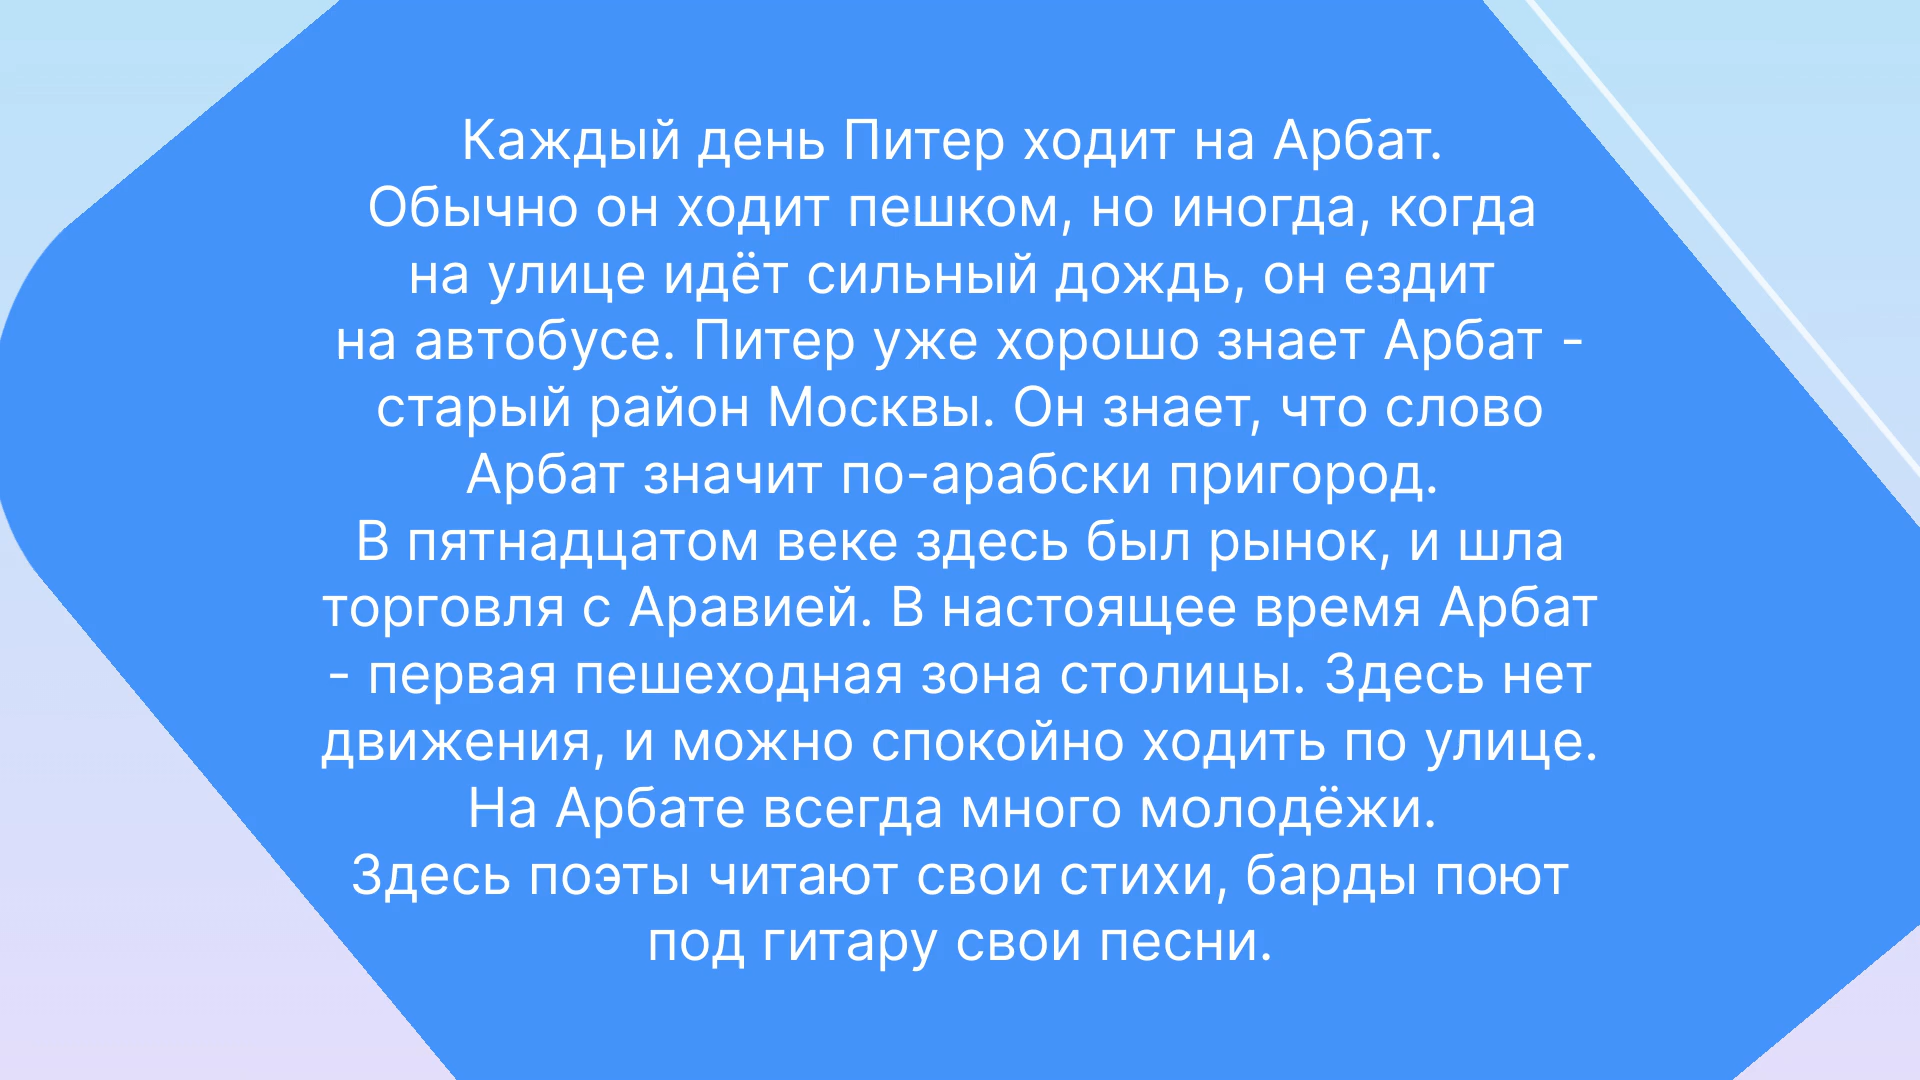 Каждый день Питер ходит на Арбат.
Обычно он ходит пешком, но иногда, когда
на улице идёт сильный дождь, он ездит
на автобусе. Питер уже хорошо знает Арбат -
старый район Москвы. Он знает, что слово
Арбат значит по-арабски пригород.
В пятнадцатом веке здесь был рынок, и шла
торговля с Аравией. В настоящее время Арбат
- первая пешеходная зона столицы. Здесь нет
движения, и можно спокойно ходить по улице.
На Арбате всегда много молодёжи.
Здесь поэты читают свои стихи, барды поют
под гитару свои песни.